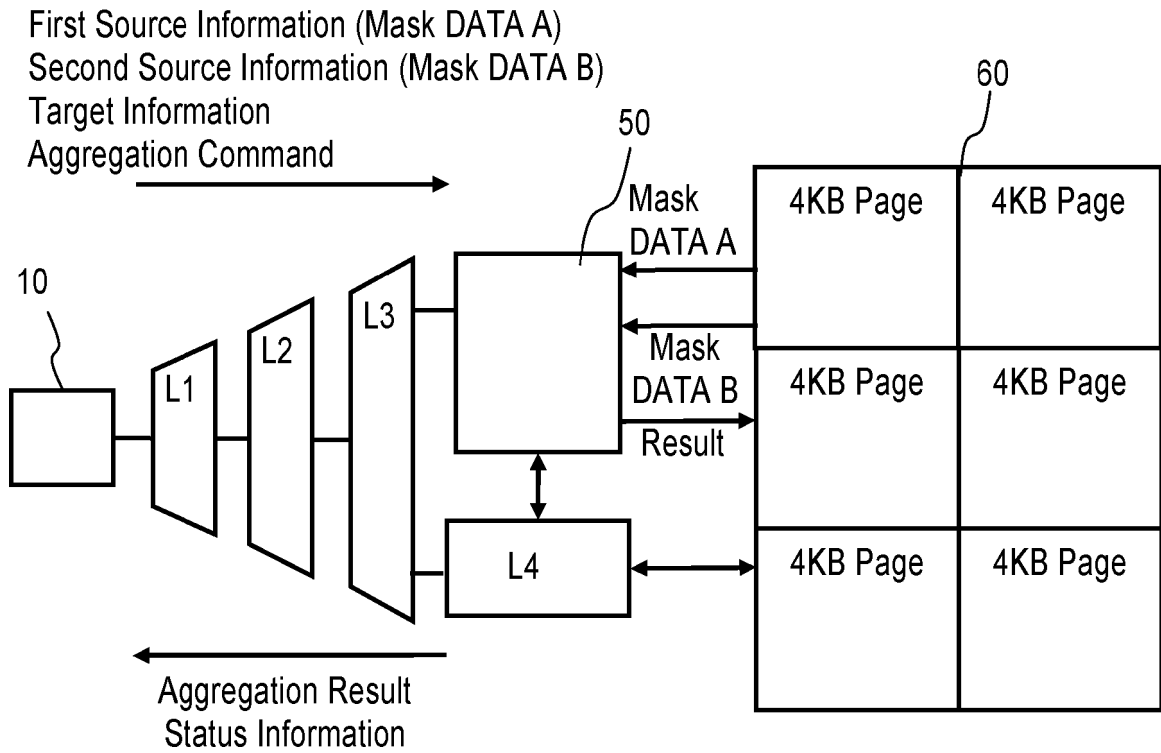 First Source Information (Mask DATA A)
Second Source Information (Mask DATA B)
Target Information
Aggregation Command
50
60
Mask
DATA A
4KB Page
4KB Page
10
L1
L2
L3
Mask
DATA B
Result
4KB Page
4KB Page
L4
4KB Page
4KB Page
Aggregation Result
Status Information